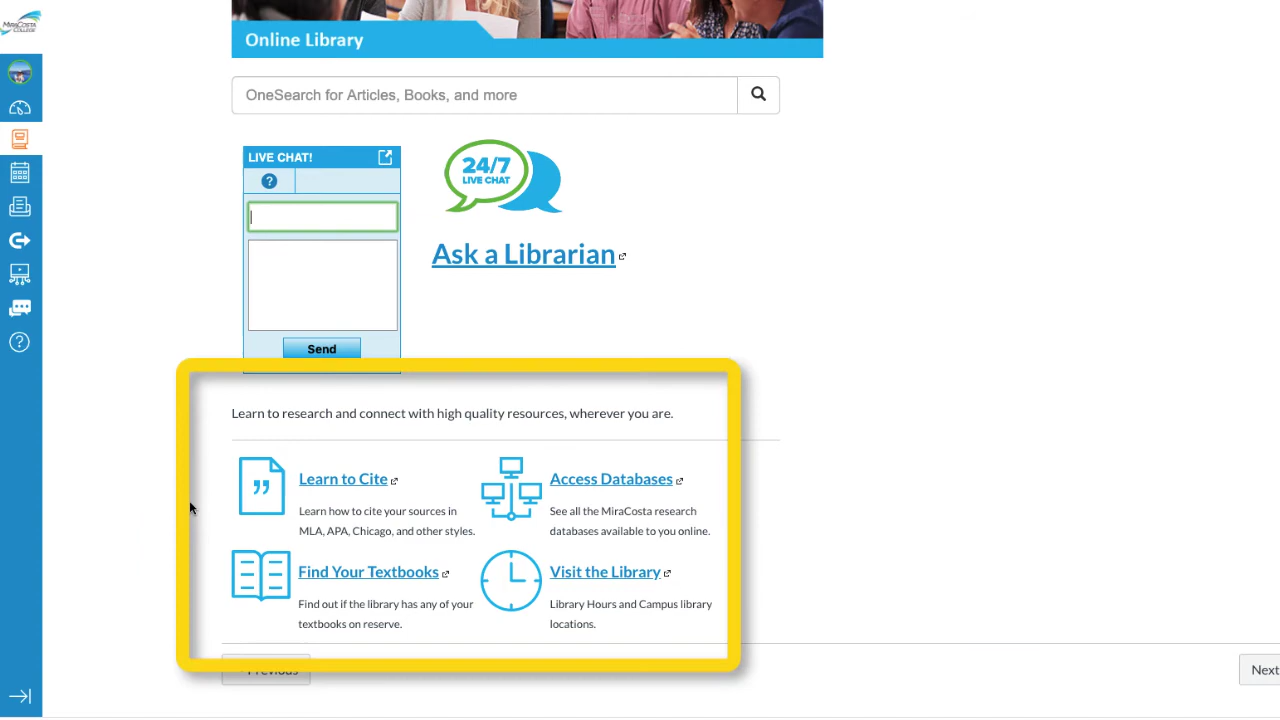 MIRACOSTA
COLLEGE
Online Library
OneSearch for Articles, Books, and more
LIVE CHAT!
?
24/7
LIVE CHAT
Ask a Librarian
Send
Learn to research and connect with high quality resources, wherever you are.
Learn to Cite
Learn how to cite your sources in
MLA, APA, Chicago, and other styles.
Access Databases
See all the MiraCosta research
databases available to you online.
Find Your Textbooks
Find out if the library has any of your
textbooks on reserve.
Visit the Library
Library Hours and Campus library
locations.
Previous
Next